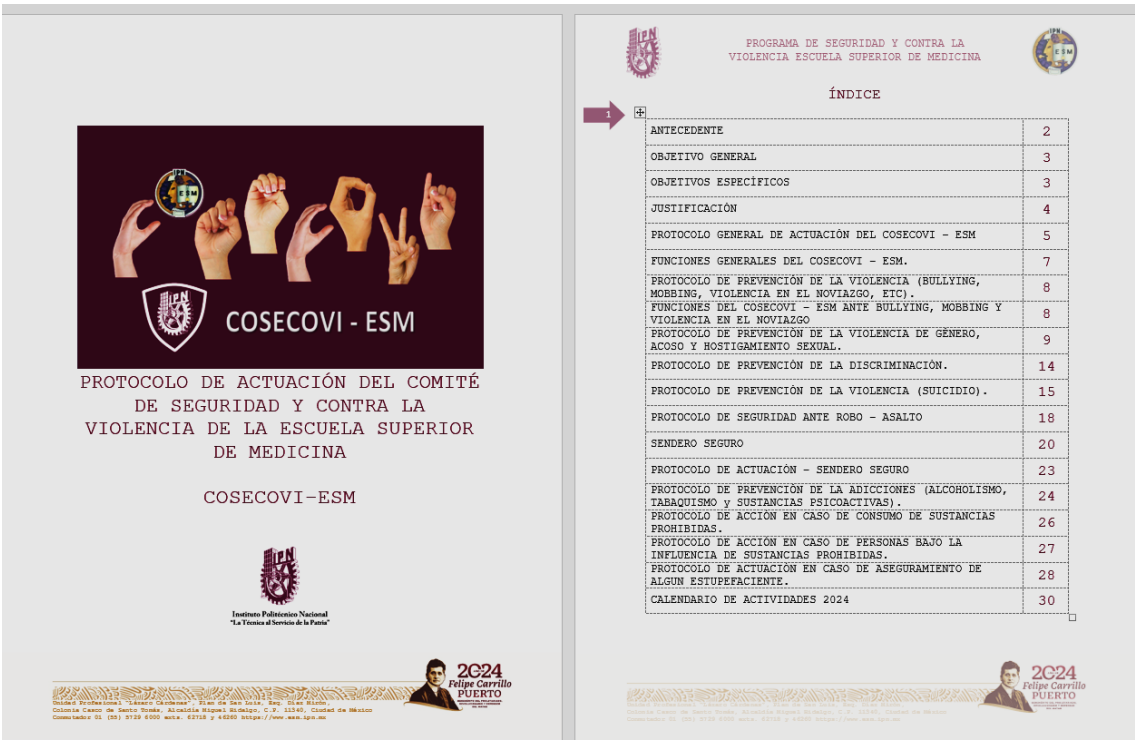 IPN
ESM
IPN
COSECOVI - ESM
PROTOCOLO DE ACTUACIÓN DEL COMITÉ
DE SEGURIDAD Y CONTRA LA
VIOLENCIA DE LA ESCUELA SUPERIOR
DE MEDICINA
COSECOVI-ESM
IPN
Instituto Politécnico Nacional
"La Técnica al Servicio de la Patria"
2024
Felipe Carrillo
PUERTO
Unidad Profesional "Lázaro Cárdenas", Plan de San Luis, Esq. Díaz Mirón,
Colonia Casco de Santo Tomás, Alcaldía Miguel Hidalgo, C.P. 11340, Ciudad de México
Conmutador 01 (55) 5729 6000 exts. 62718 y 46260 https://www.esm.ipn.mx
IPN
PROGRAMA DE SEGURIDAD Y CONTRA LA
VIOLENCIA ESCUELA SUPERIOR DE MEDICINA
IPN
ESM
ÍNDICE
1
ANTECEDENTE 2
OBJETIVO GENERAL 3
OBJETIVOS ESPECÍFICOS 3
JUSTIFICACIÓN 4
PROTOCOLO GENERAL DE ACTUACIÓN DEL COSECOVI - ESM 5
FUNCIONES GENERALES DEL COSECOVI - ESM. 7
PROTOCOLO DE PREVENCIÓN DE LA VIOLENCIA (BULLYING,
MOBBING, VIOLENCIA EN EL NOVIAZGO, ETC). 8
FUNCIONES DEL COSECOVI - ESM ANTE BULLYING, MOBBING Y
VIOLENCIA EN EL NOVIAZGO 8
PROTOCOLO DE PREVENCIÓN DE LA VIOLENCIA DE GÉNERO,
ACOSO Y HOSTIGAMIENTO SEXUAL. 9
PROTOCOLO DE PREVENCIÓN DE LA DISCRIMINACIÓN. 14
PROTOCOLO DE PREVENCIÓN DE LA VIOLENCIA (SUICIDIO). 15
PROTOCOLO DE SEGURIDAD ANTE ROBO - ASALTO 18
SENDERO SEGURO 20
PROTOCOLO DE ACTUACIÓN - SENDERO SEGURO 23
PROTOCOLO DE PREVENCIÓN DE LA ADICCIONES (ALCOHOLISMO,
TABAQUISMO y SUSTANCIAS PSICOACTIVAS). 24
PROTOCOLO DE ACCIÓN EN CASO DE CONSUMO DE SUSTANCIAS
PROHIBIDAS. 26
PROTOCOLO DE ACCIÓN EN CASO DE PERSONAS BAJO LA
INFLUENCIA DE SUSTANCIAS PROHIBIDAS. 27
PROTOCOLO DE ACTUACIÓN EN CASO DE ASEGURAMIENTO DE
ALGUN ESTUPEFACIENTE. 28
CALENDARIO DE ACTIVIDADES 2024 30
2024
Felipe Carrillo
PUERTO